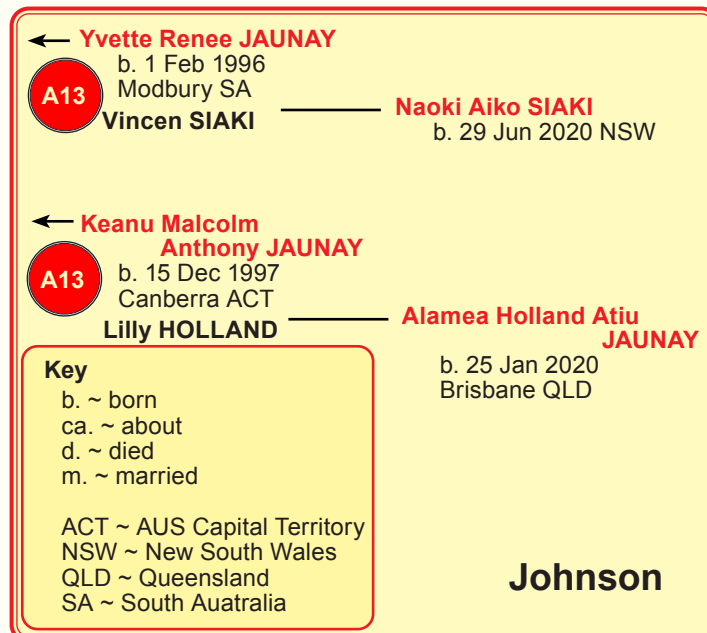 Yvette Renee JAUNAY
b. 1 Feb 1996
Modbury SA
A13
Vincen SIAKI
Naoki Aiko SIAKI
b. 29 Jun 2020 NSW
Keanu Malcolm
Anthony JAUNAY
A13
b. 15 Dec 1997
Canberra ACT
Lilly HOLLAND
Alamea Holland Atiu
JAUNAY
b. 25 Jan 2020
Brisbane QLD
Key
b. ~ born
ca. ~ about
d. ~ died
m. ~ married
ACT ~ AUS Capital Territory
NSW ~ New South Wales
QLD ~ Queensland
SA ~ South Auatralia
Johnson